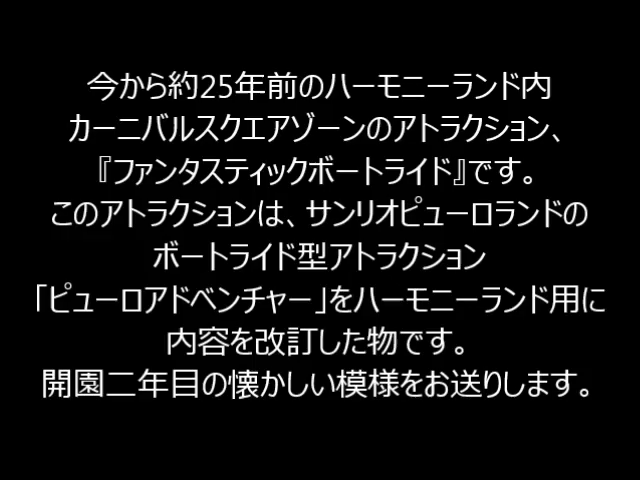 今から約25年前のハーモニーランド内
カーニバルスクエアゾーンのアトラクション、
『ファンタスティックボートライド』です。
このアトラクションは、サンリオピューロランドの
ボートライド型アトラクション
「ピューロアドベンチャー」をハーモニーランド用に
内容を改訂した物です。
開園二年目の懐かしい模様をお送りします。